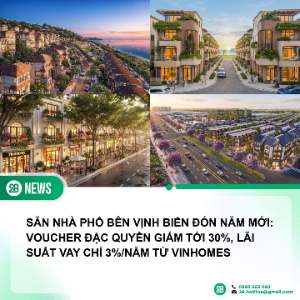 NEWS
SĂN NHÀ PHỐ BÊN VỊNH BIỂN ĐÓN NĂM MỚI:
VOUCHER ĐẶC QUYỀN GIẢM TỚI 30%, LÃI
SUẤT VAY CHỈ 3%/NĂM TỪ VINHOMES